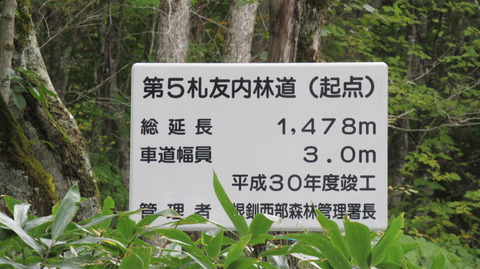 第5札友内林道（起点）
総延長 1,478m
車道幅員 3.0m
平成30年度竣工
管理者 根釧西部森林管理署長